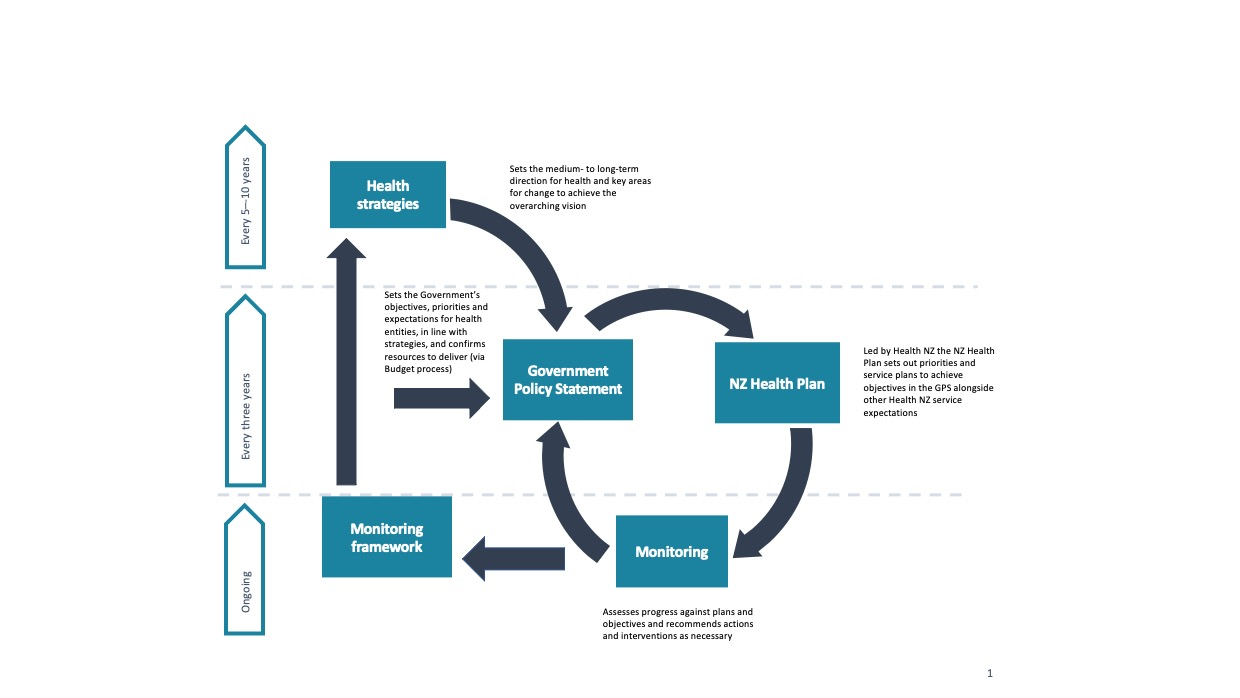 Every 5—10 years
Health
strategies
Sets the medium- to long-term
direction for health and key areas
for change to achieve the
overarching vision
Every three years
Sets the Government's
objectives, priorities and
expectations for health
entities, in line with
strategies, and confirms
resources to deliver (via
Budget process)
Government
Policy Statement
NZ Health Plan
Led by Health NZ the NZ Health
Plan sets out priorities and
service plans to achieve
objectives in the GPS alongside
other Health NZ service
expectations
Ongoing
Monitoring
framework
Monitoring
Assesses progress against plans and
objectives and recommends actions
and interventions as necessary
1